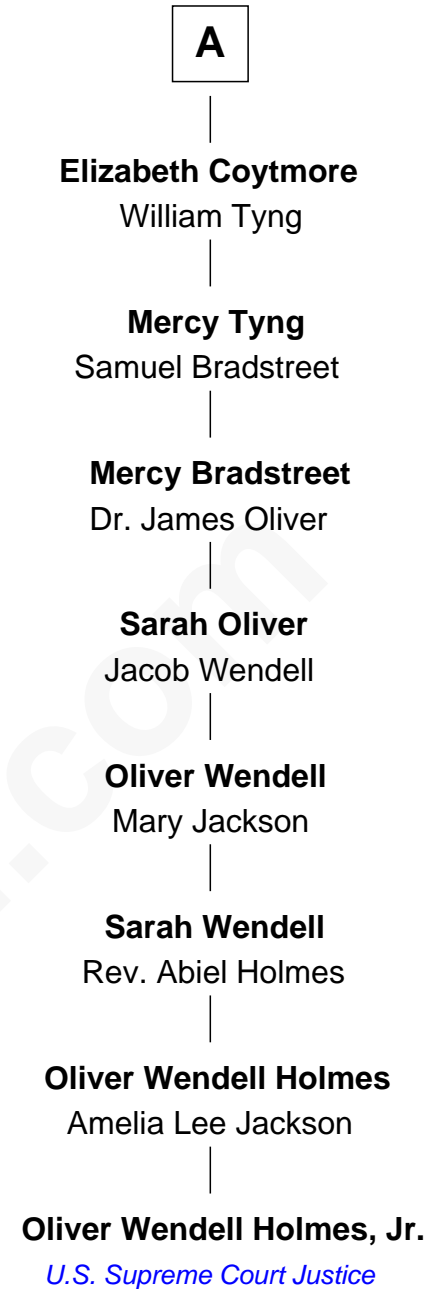 A
Elizabeth Coytmore
William Tyng
Mercy Tyng
Samuel Bradstreet
Mercy Bradstreet
Dr. James Oliver
Sarah Oliver
Jacob Wendell
Oliver Wendell
Mary Jackson
Sarah Wendell
Rev. Abiel Holmes
Oliver Wendell Holmes
Amelia Lee Jackson
Oliver Wendell Holmes, Jr.
U.S. Supreme Court Justice
.com